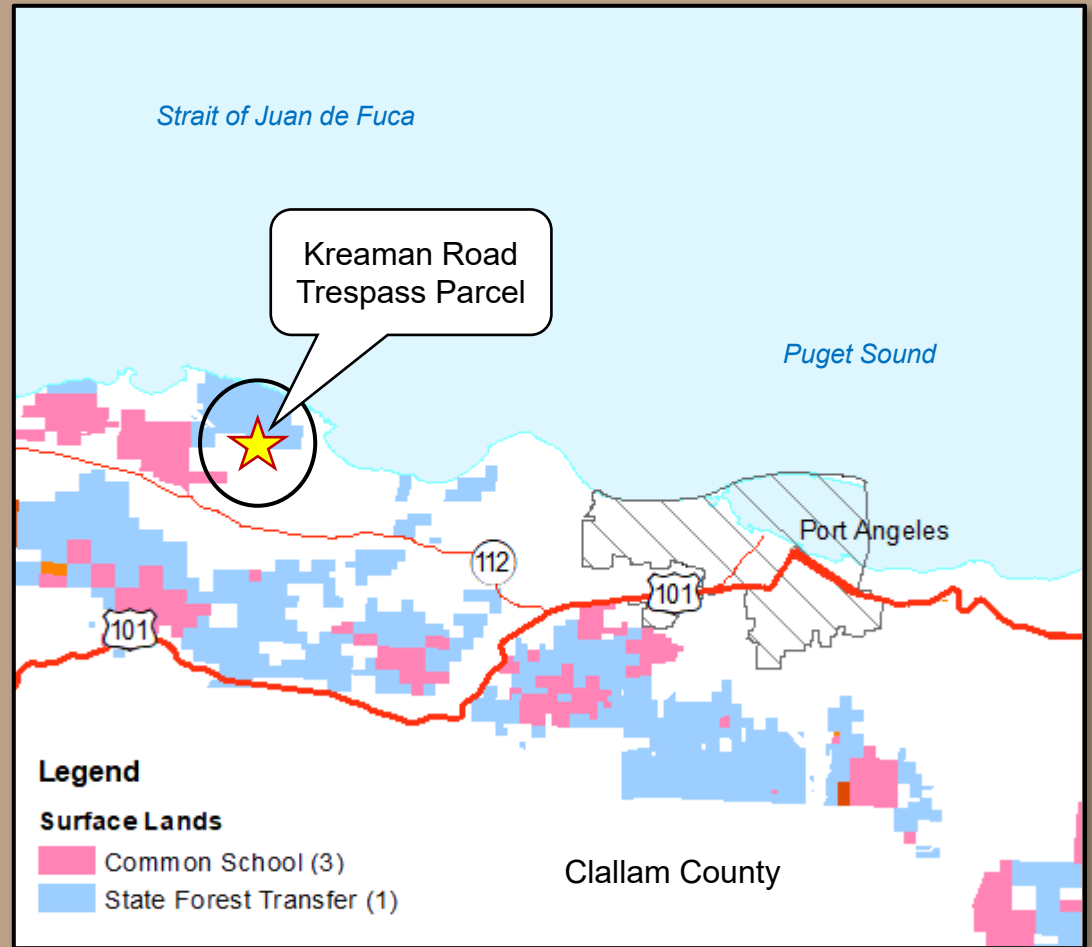 Strait of Juan de Fuca
Kreaman Road
Trespass Parcel
Puget Sound
Port Angeles
112
101
101
Legend
Surface Lands
Common School (3)
State Forest Transfer (1)
Clallam County